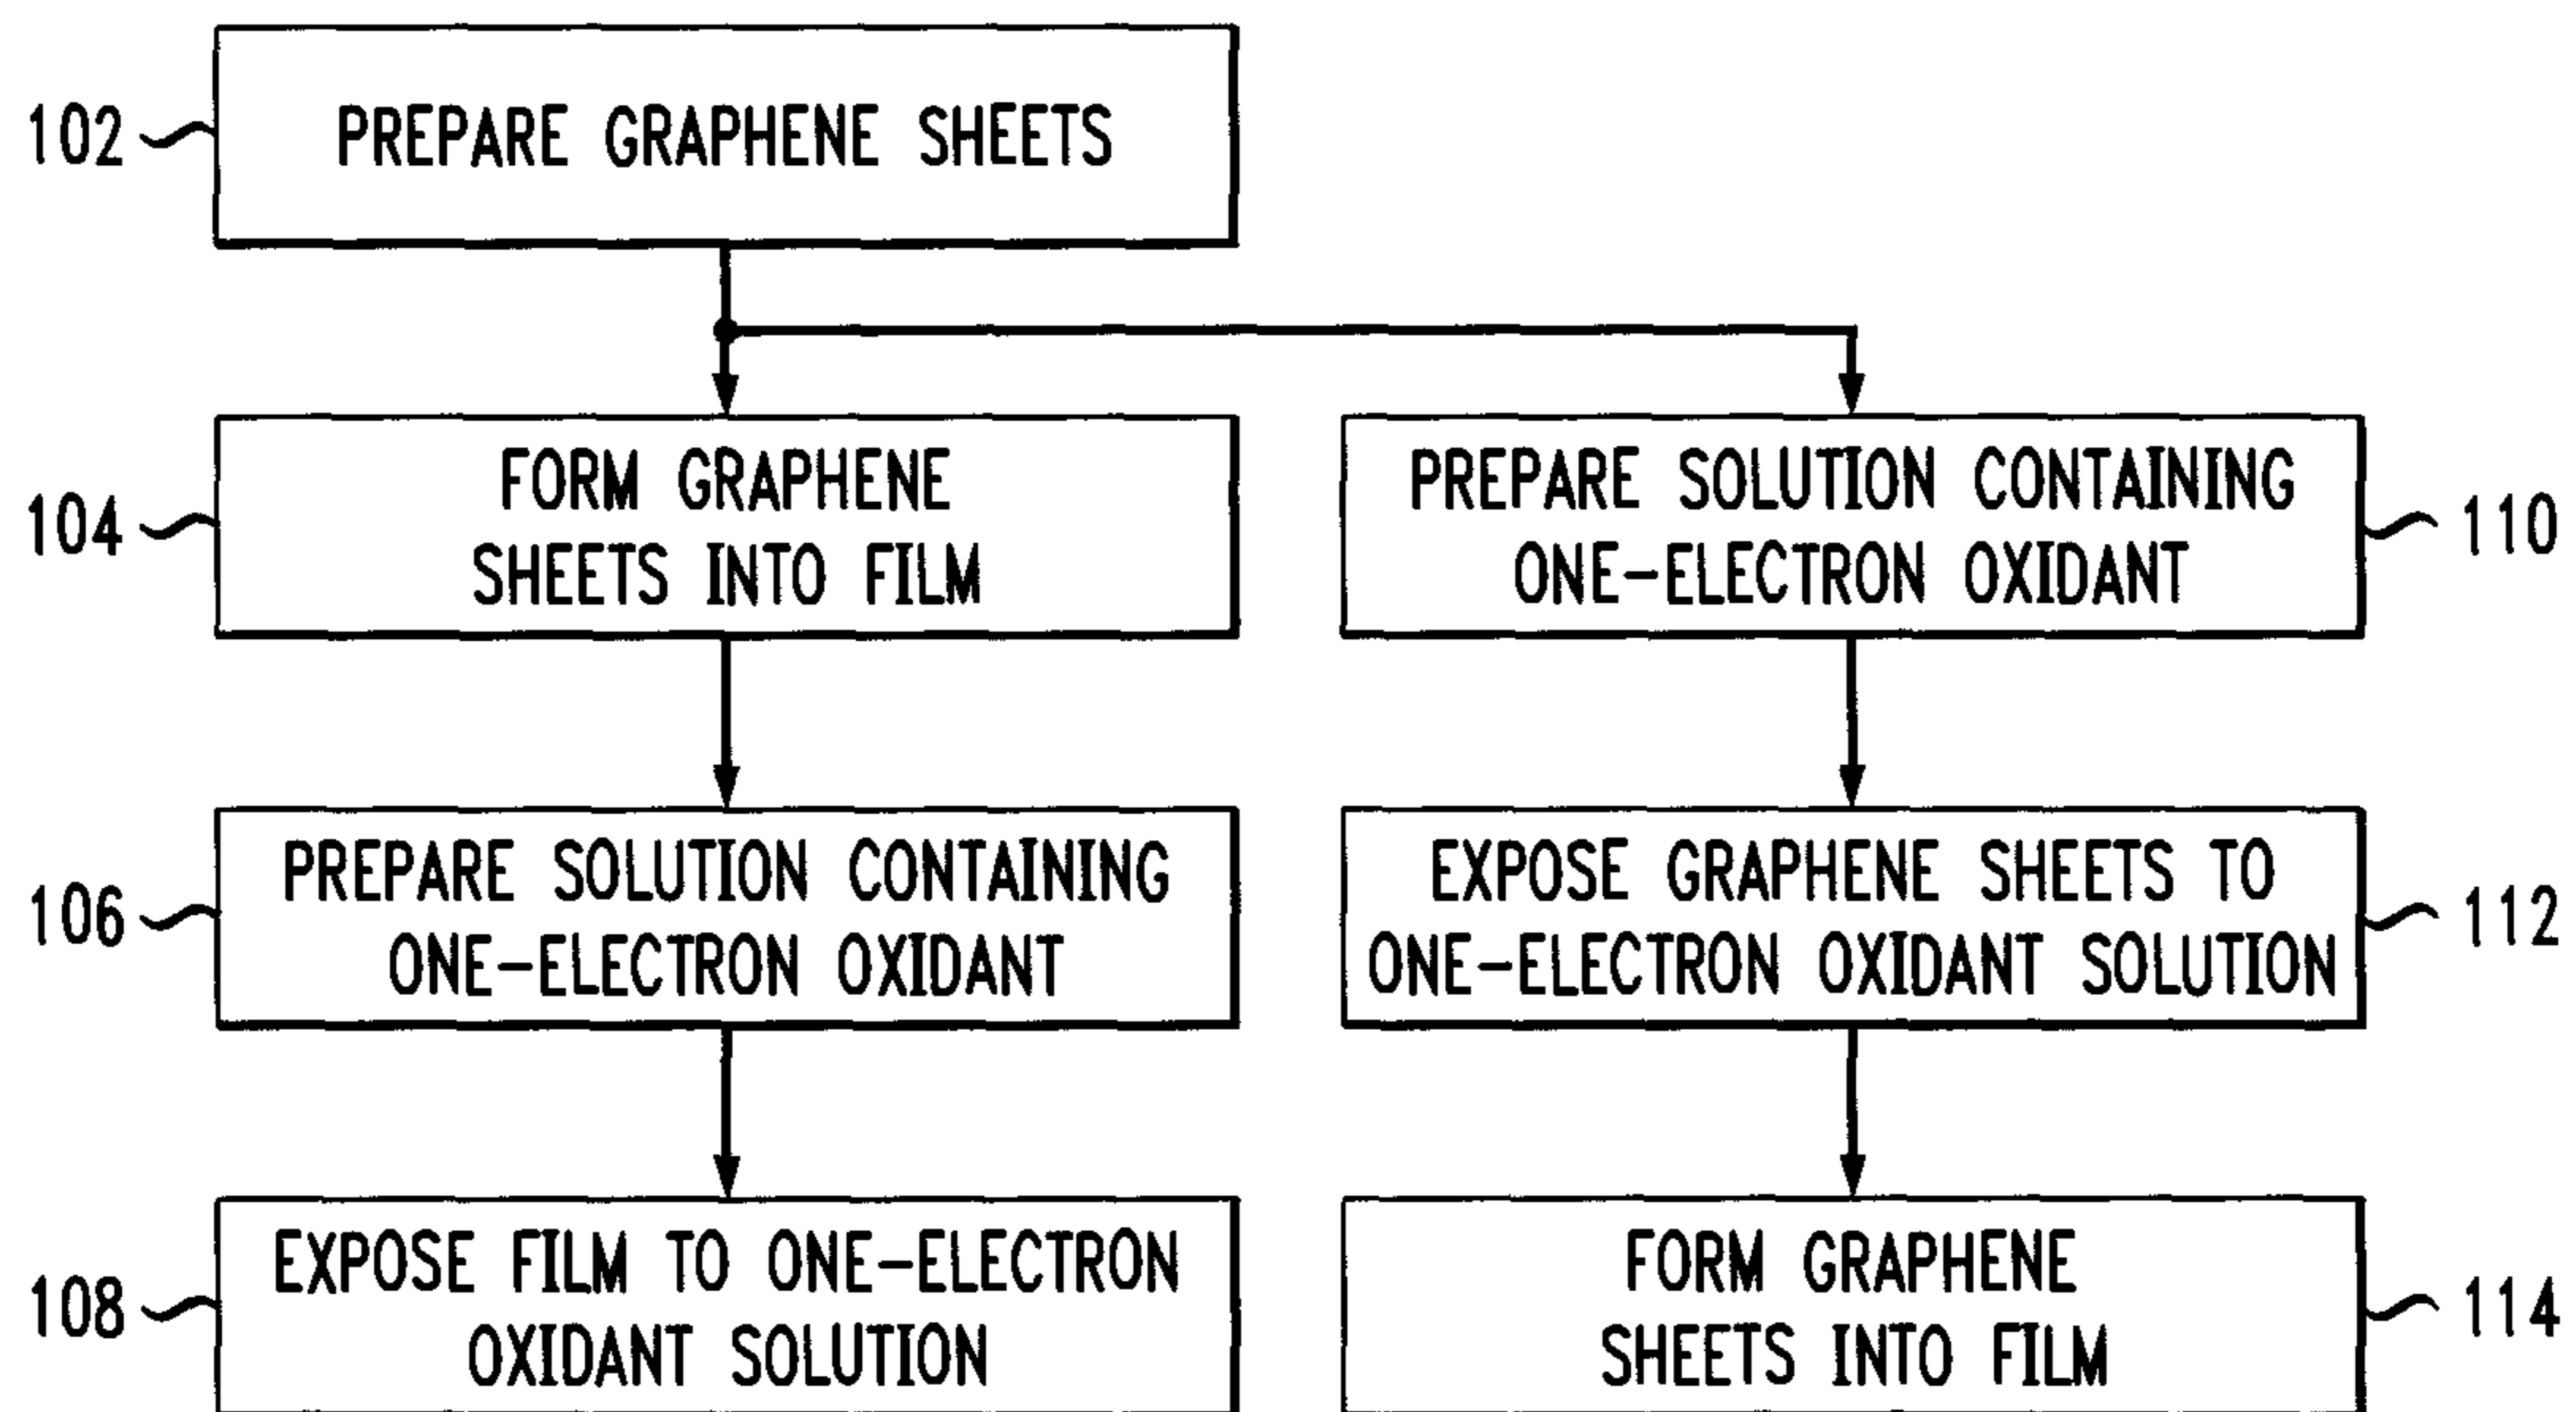 102
PREPARE GRAPHENE SHEETS
104
FORM GRAPHENE
SHEETS INTO FILM
106
PREPARE SOLUTION CONTAINING
ONE-ELECTRON OXIDANT
108
EXPOSE FILM TO ONE-ELECTRON
OXIDANT SOLUTION
PREPARE SOLUTION CONTAINING
ONE-ELECTRON OXIDANT
110
EXPOSE GRAPHENE SHEETS TO
ONE-ELECTRON OXIDANT SOLUTION
112
FORM GRAPHENE
SHEETS INTO FILM
114